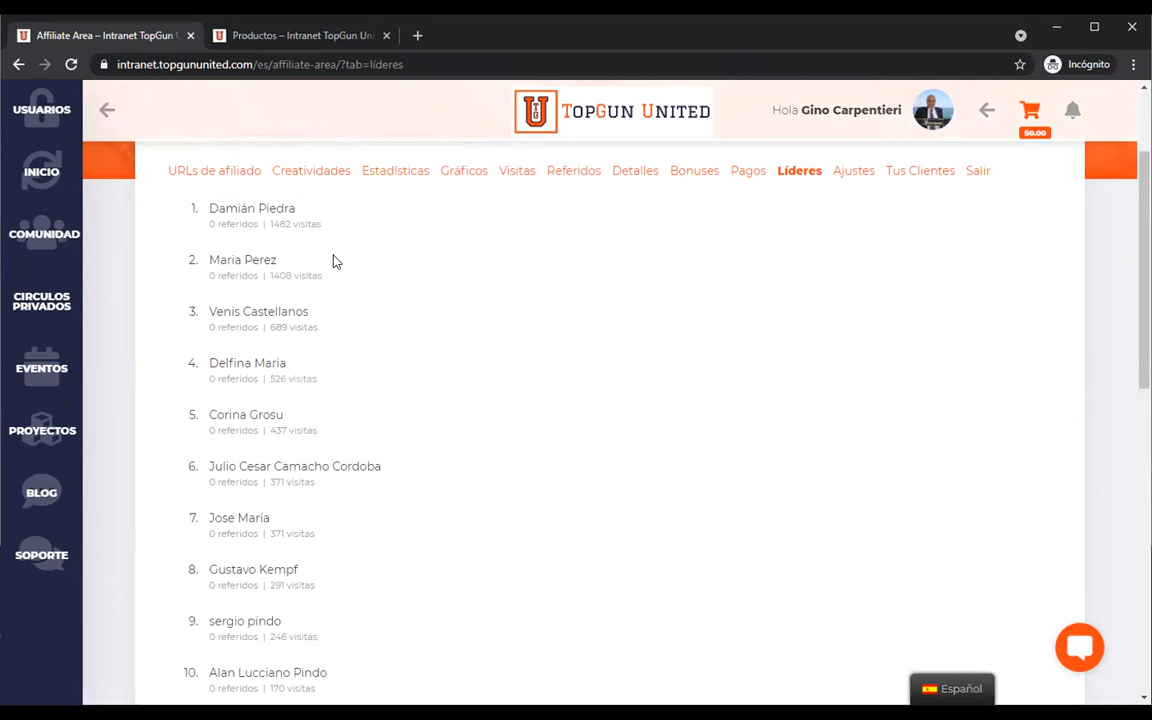 Affiliate Area – Intranet TopGun U
Productos – Intranet TopGun Uni
intranet.topgununited.com/es/affiliate-area/?tab=líderes
Incógnito
USUARIOS
INICIO
COMUNIDAD
CIRCULOS
PRIVADOS
EVENTOS
PROYECTOS
BLOG
SOPORTE
TG
TOPGUN UNITED
Hola Gino Carpentieri
$0.00
URLs de afiliado Creatividades Estadísticas Gráficos Visitas Referidos Detalles Bonuses Pagos Líderes Ajustes Tus Clientes Salir
1. Damián Piedra
0 referidos | 1482 visitas
2. Maria Perez
0 referidos | 1408 visitas
3. Venis Castellanos
0 referidos | 689 visitas
4. Delfina Maria
0 referidos | 526 visitas
5. Corina Grosu
0 referidos | 437 visitas
6. Julio Cesar Camacho Cordoba
0 referidos | 371 visitas
7. Jose María
0 referidos | 371 visitas
8. Gustavo Kempf
0 referidos | 291 visitas
9. sergio pindo
0 referidos | 246 visitas
10. Alan Lucciano Pindo
0 referidos | 170 visitas
Español